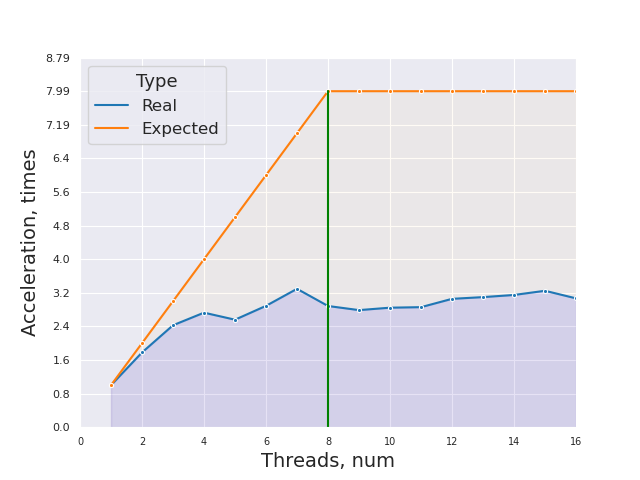 8.79
7.99
7.19
6.4
5.6
4.8
4.0
3.2
2.4
1.6
0.8
0.0
Acceleration, times
Type
Real
Expected
0 2 4 6 8 10 12 14 16
Threads, num